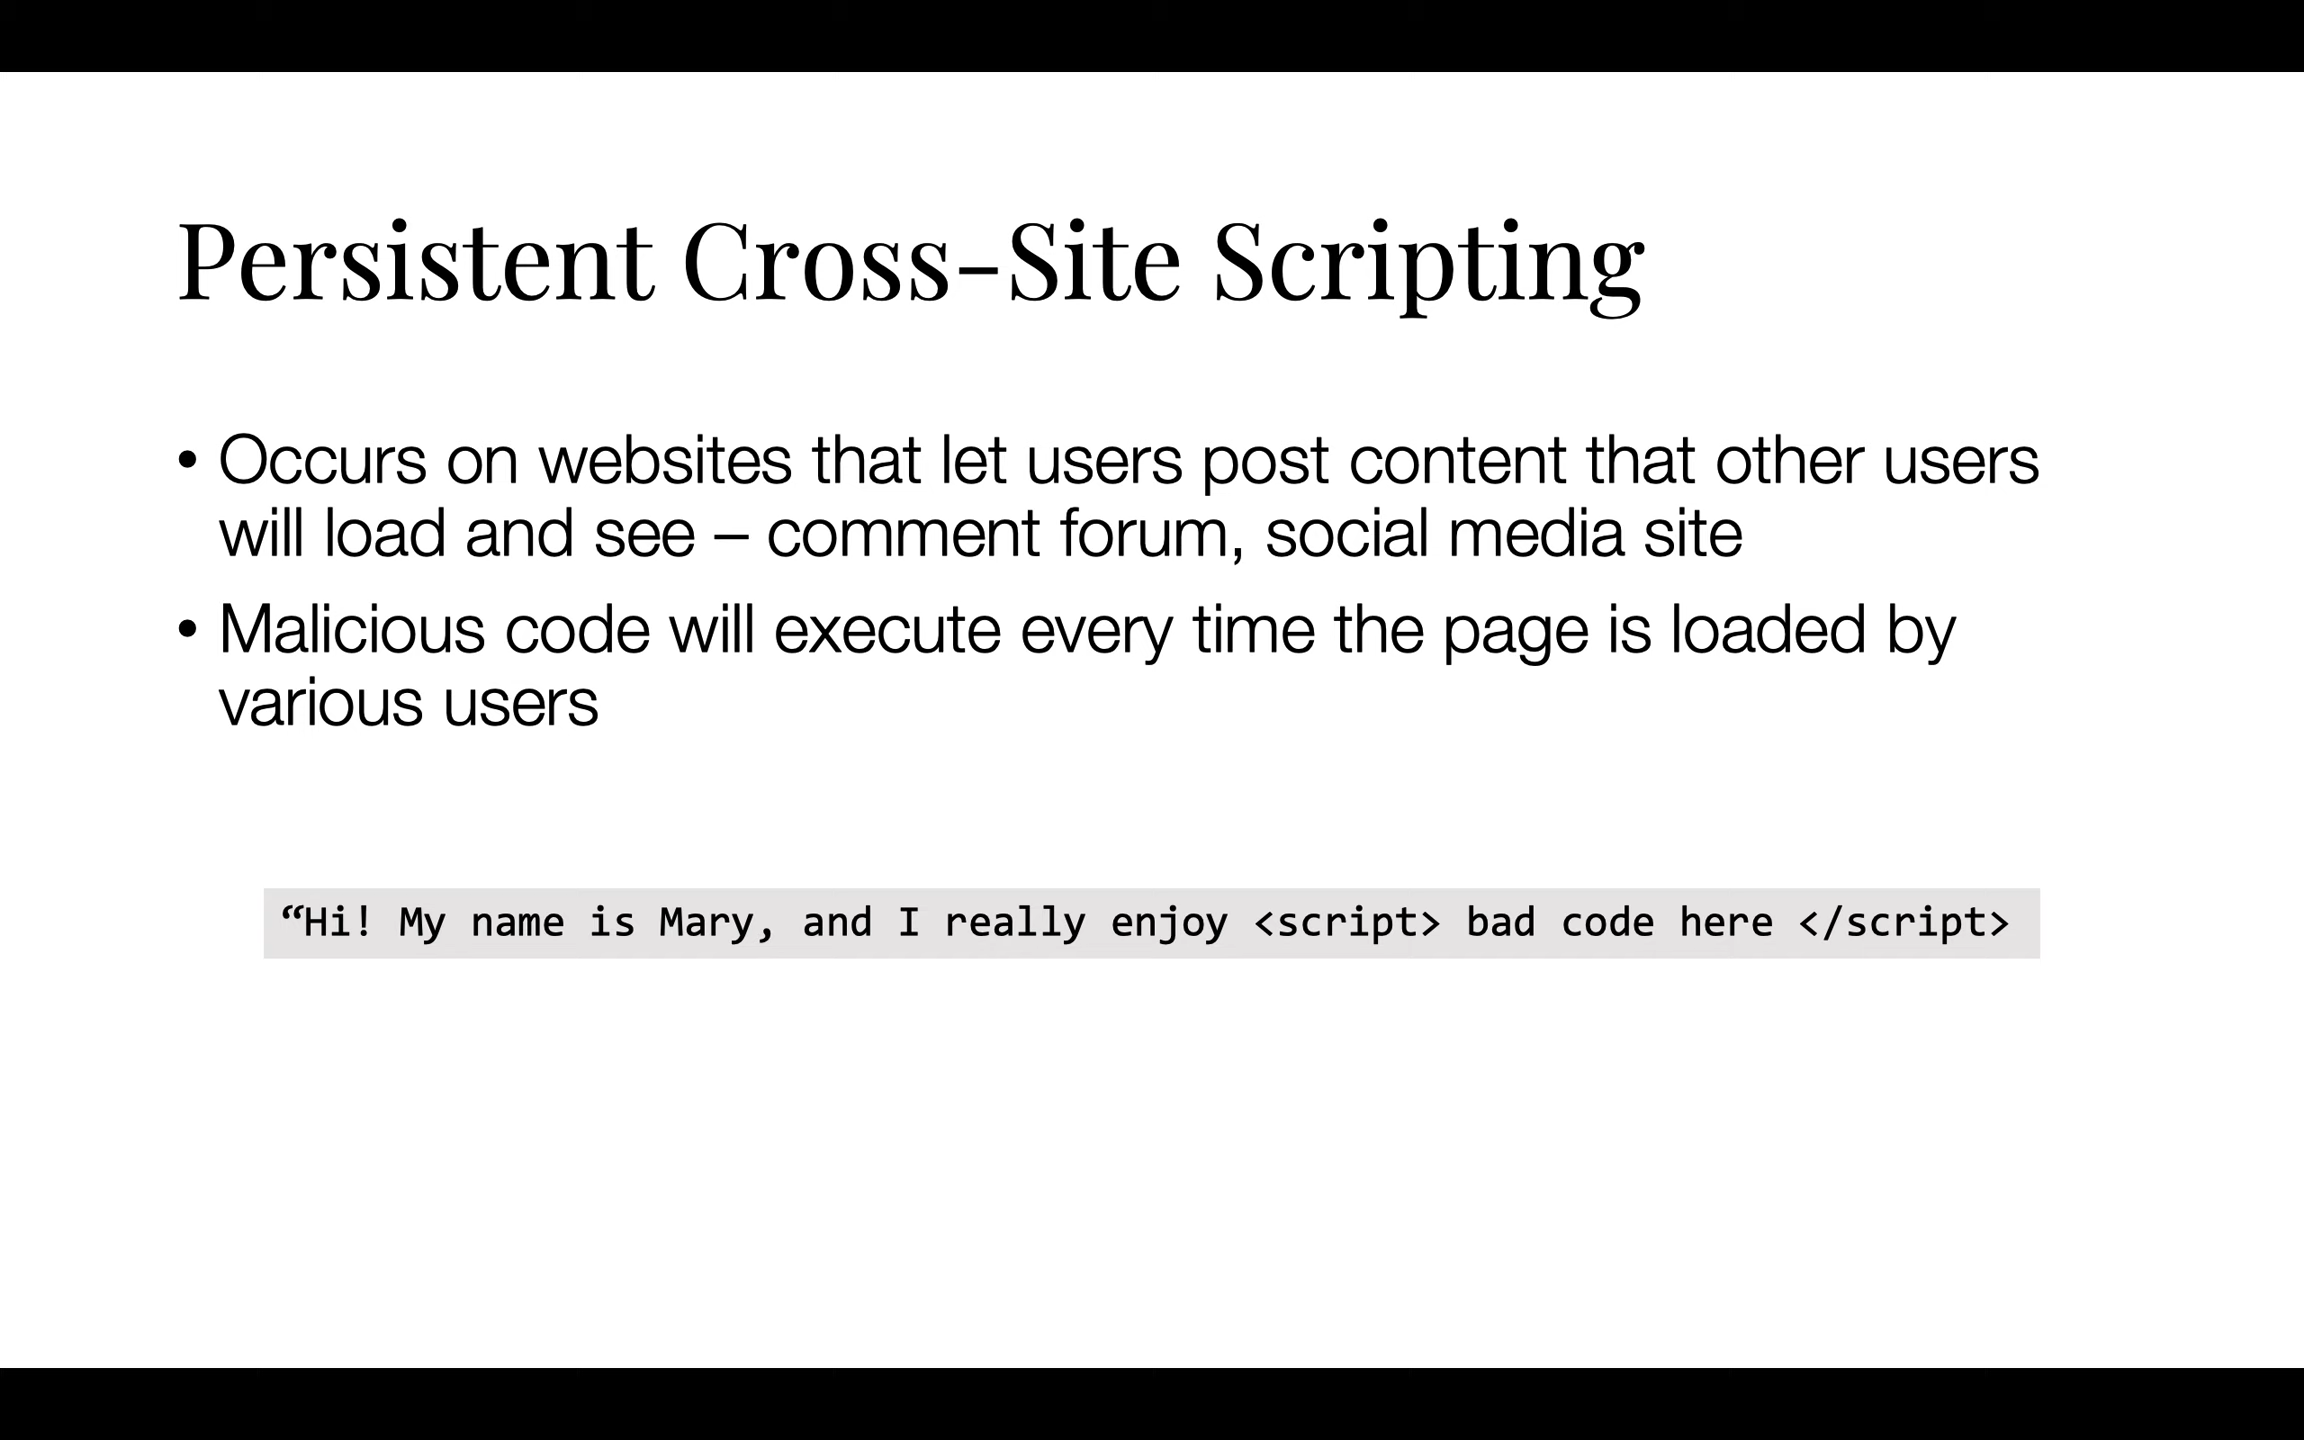 Persistent Cross-Site Scripting
• Occurs on websites that let users post content that other users
will load and see – comment forum, social media site
• Malicious code will execute every time the page is loaded by
various users
“Hi! My name is Mary, and I really enjoy <script> bad code here </script>